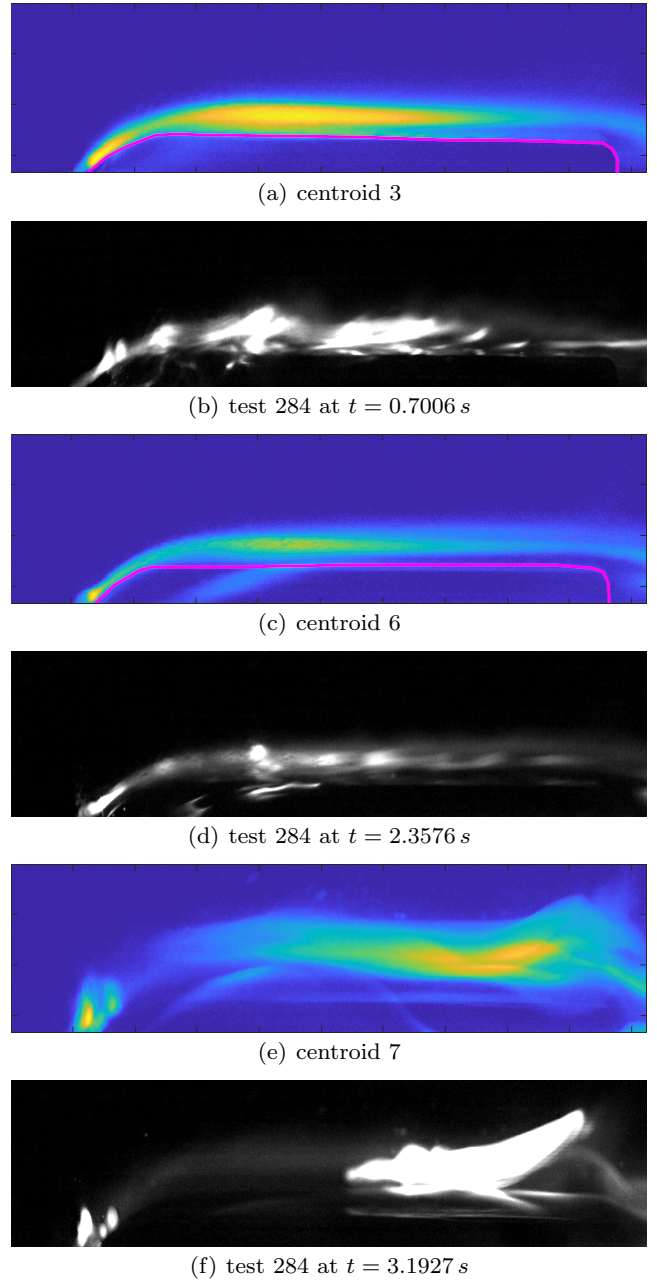 (a) centroid 3
(b) test 284 at t = 0.7006 s
(c) centroid 6
(d) test 284 at t = 2.3576 s
(e) centroid 7
(f) test 284 at t = 3.1927 s